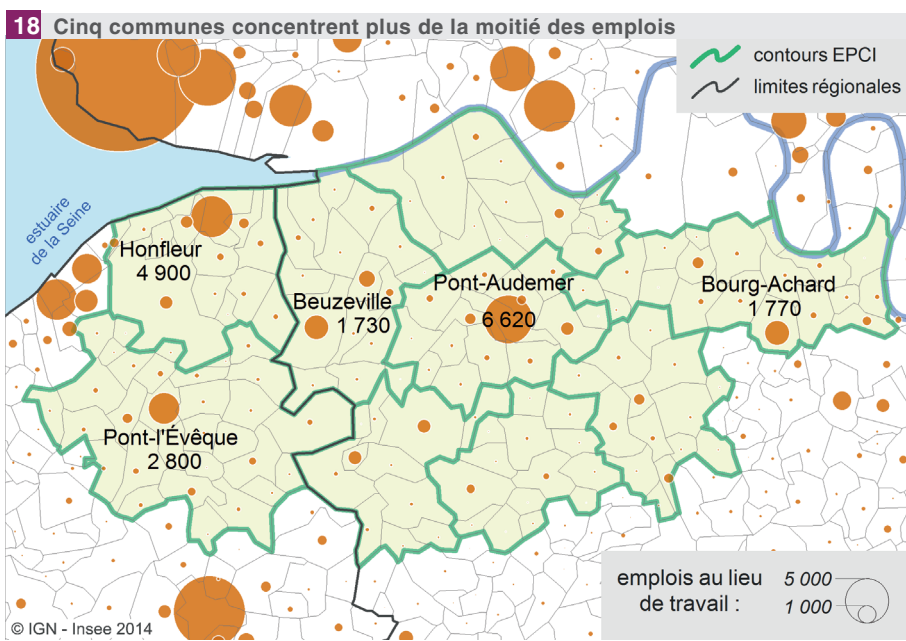 18 Cinq communes concentrent plus de la moitié des emplois
contours EPCI
limites régionales
estuaire
de la Seine
Honfleur
4 900
Beuzeville
1 730
Pont-Audemer
6 620
Bourg-Achard
1 770
Pont-l'Évêque
2 800
emplois au lieu
de travail :
5 000
1 000
© IGN - Insee 2014